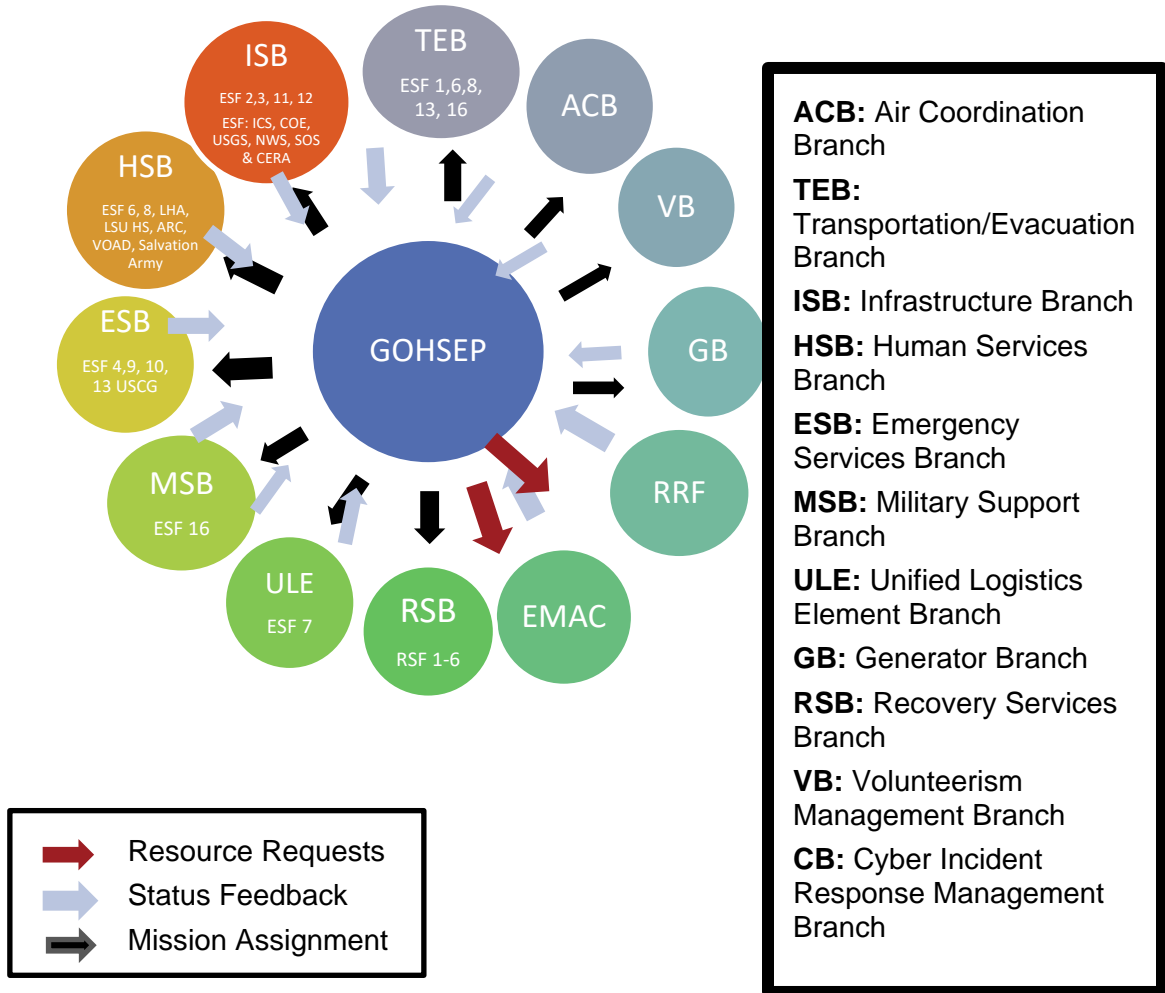 TEB
ESF 1,6,8,
13, 16
ISB
ESF 2,3, 11, 12
ESF: ICS, COE,
USGS, NWS, SOS
& CERA
ACB
HSB
ESF 6, 8, LHA,
LSU HS, ARC,
VOAD, Salvation
Army
VB
ESB
ESF 4,9, 10,
13 USCG
GOHSEP
GB
MSB
ESF 16
RRF
ULE
ESF 7
RSB
RSF 1-6
EMAC
ACB: Air Coordination
Branch
TEB:
Transportation/Evacuation
Branch
ISB: Infrastructure Branch
HSB: Human Services
Branch
ESB: Emergency
Services Branch
MSB: Military Support
Branch
ULE: Unified Logistics
Element Branch
GB: Generator Branch
RSB: Recovery Services
Branch
VB: Volunteerism
Management Branch
CB: Cyber Incident
Response Management
Branch
Resource Requests
Status Feedback
Mission Assignment